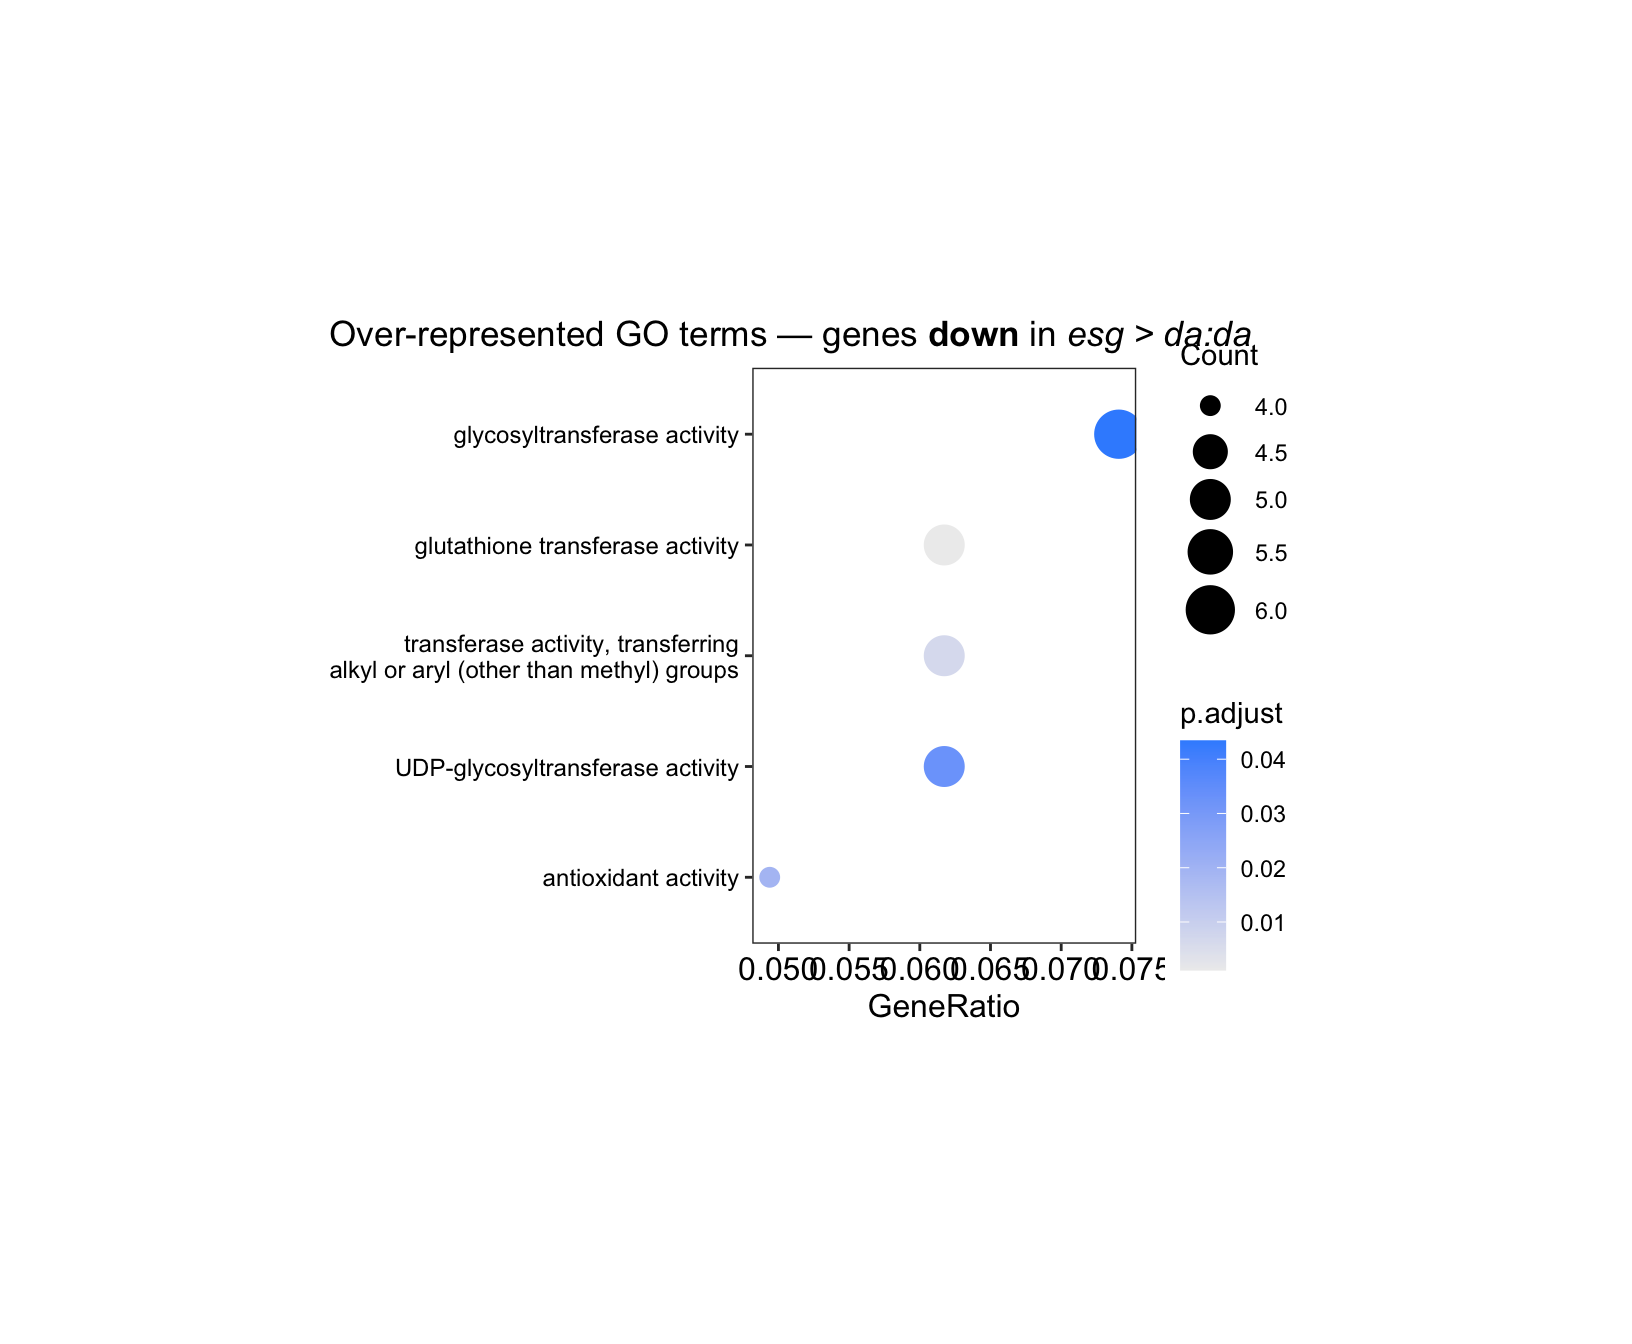 Over-represented GO terms — genes down in esg > da:da
Count
glycosyltransferase activity
glutathione transferase activity
transferase activity, transferring
alkyl or aryl (other than methyl) groups
UDP-glycosyltransferase activity
antioxidant activity
0.050 0.055 0.060 0.065 0.070 0.075
GeneRatio
4.0
4.5
5.0
5.5
6.0
p.adjust
0.04
0.03
0.02
0.01